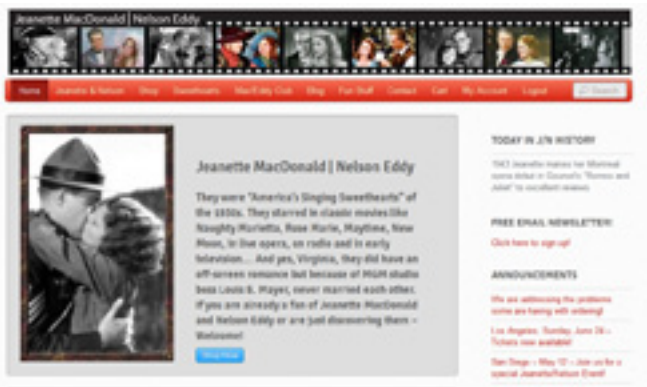 Jeanette MacDonald | Nelson Eddy
Home Jeanette & Nelson Shop Sweethearts Mac/Eddy Club Blog Fun Stuff Contact Cart My Account Logout Search
Jeanette MacDonald | Nelson Eddy
They were "America's Singing Sweethearts" of
the 1930s. They starred in classic movies like
Naughty Marietta, Rose Marie, Maytime, New
Moon, in live opera, on radio and in early
television... And yes, Virginia, they did have an
off-screen romance but because of MGM studio
boss Louis B. Mayer, never married each other.
If you are already a fan of Jeanette MacDonald
and Nelson Eddy or are just discovering them –
Welcome!
Shop Now
TODAY IN J/N HISTORY
1943 Jeanette makes her Montreal
opera debut in Gounod's "Romeo and
Juliet" to excellent reviews
FREE EMAIL NEWSLETTER!
Click here to sign up!
ANNOUNCEMENTS
We are addressing the problems
some are having with ordering!
Los Angeles: Sunday, June 26 –
Tickets now available!
San Diego – May 12 – Join us for a
special Jeanette/Nelson Event!